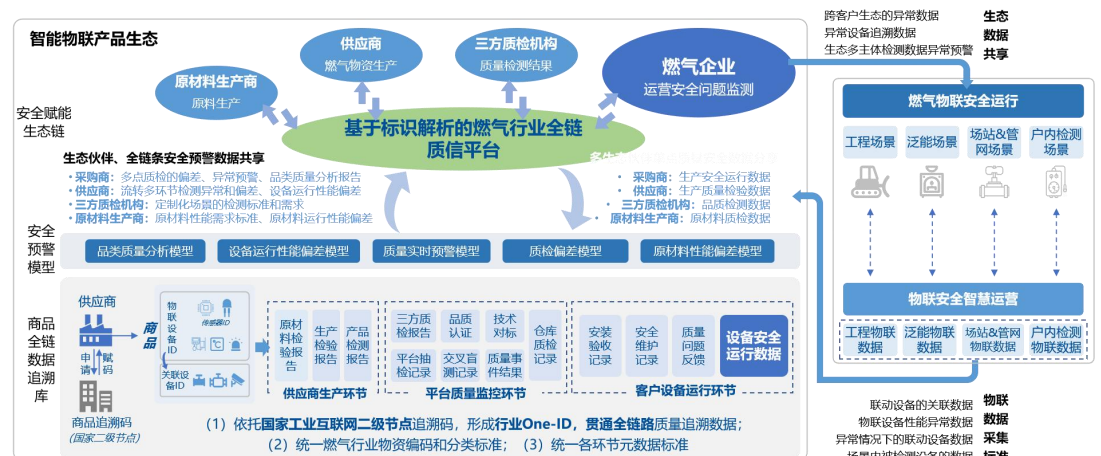 智能物联产品生态
供应商
燃气物资生产
三方质检机构
质量检测结果
原材料生产商
原料生产
燃气企业
运营安全问题监测
安全赋能
生态链
基于标识解析的燃气行业全链
质信平台
生态伙伴、全链条安全预警数据共享
• 采购商：多点质检的偏差、异常预警、品类质量分析报告
• 供应商：流转多环节检测异常和偏差、设备运行性能偏差
• 三方质检机构：定制化场景的检测标准和需求
• 原材料生产商：原材料性能需求标准、原材料运行性能偏差
• 采购商：生产安全运行数据
• 供应商：生产质量检验数据
• 三方质检机构：品质检测数据
• 原材料生产商：原材料质检数据
安全
预警
模型
品类质量分析模型
设备运行性能偏差模型
质量实时预警模型
质检偏差模型
原材料性能偏差模型
商品
全链
数据
追溯
库
供应商
申请
赋码
商品追溯码
(国家二级节点)
商品
物联设备ID
传感器ID
关联设
备ID
原材
料检
验报
告
生产
检验
报告
产品
检测
报告
供应商生产环节
三方质
检报告
品质
认证
技术
对标
平台抽
检记录
交叉盲
测记录
质量事
件结果
仓库
质检
记录
平台质量监控环节
安装
验收
记录
安全
维护
记录
质量
问题
反馈
设备安全
运行数据
客户设备运行环节
（1）依托国家工业互联网二级节点追溯码，形成行业One-ID，贯通全链路质量追溯数据；
（2）统一燃气行业物资编码和分类标准；（3）统一各环节元数据标准
跨客户生态的异常数据
异常设备追溯数据
生态多主体检测数据异常预警
生态
数据
共享
燃气物联安全运行
工程场景
泛能场景
场站&管
网场景
户内检测
场景
物联安全智慧运营
工程物联
数据
泛能物联
数据
场站&管网
物联数据
户内检测
物联数据
联动设备的关联数据
物联设备性能异常数据
异常情况下的联动设备数据
场景内被检测设备的数据
物联
数据
采集
标准